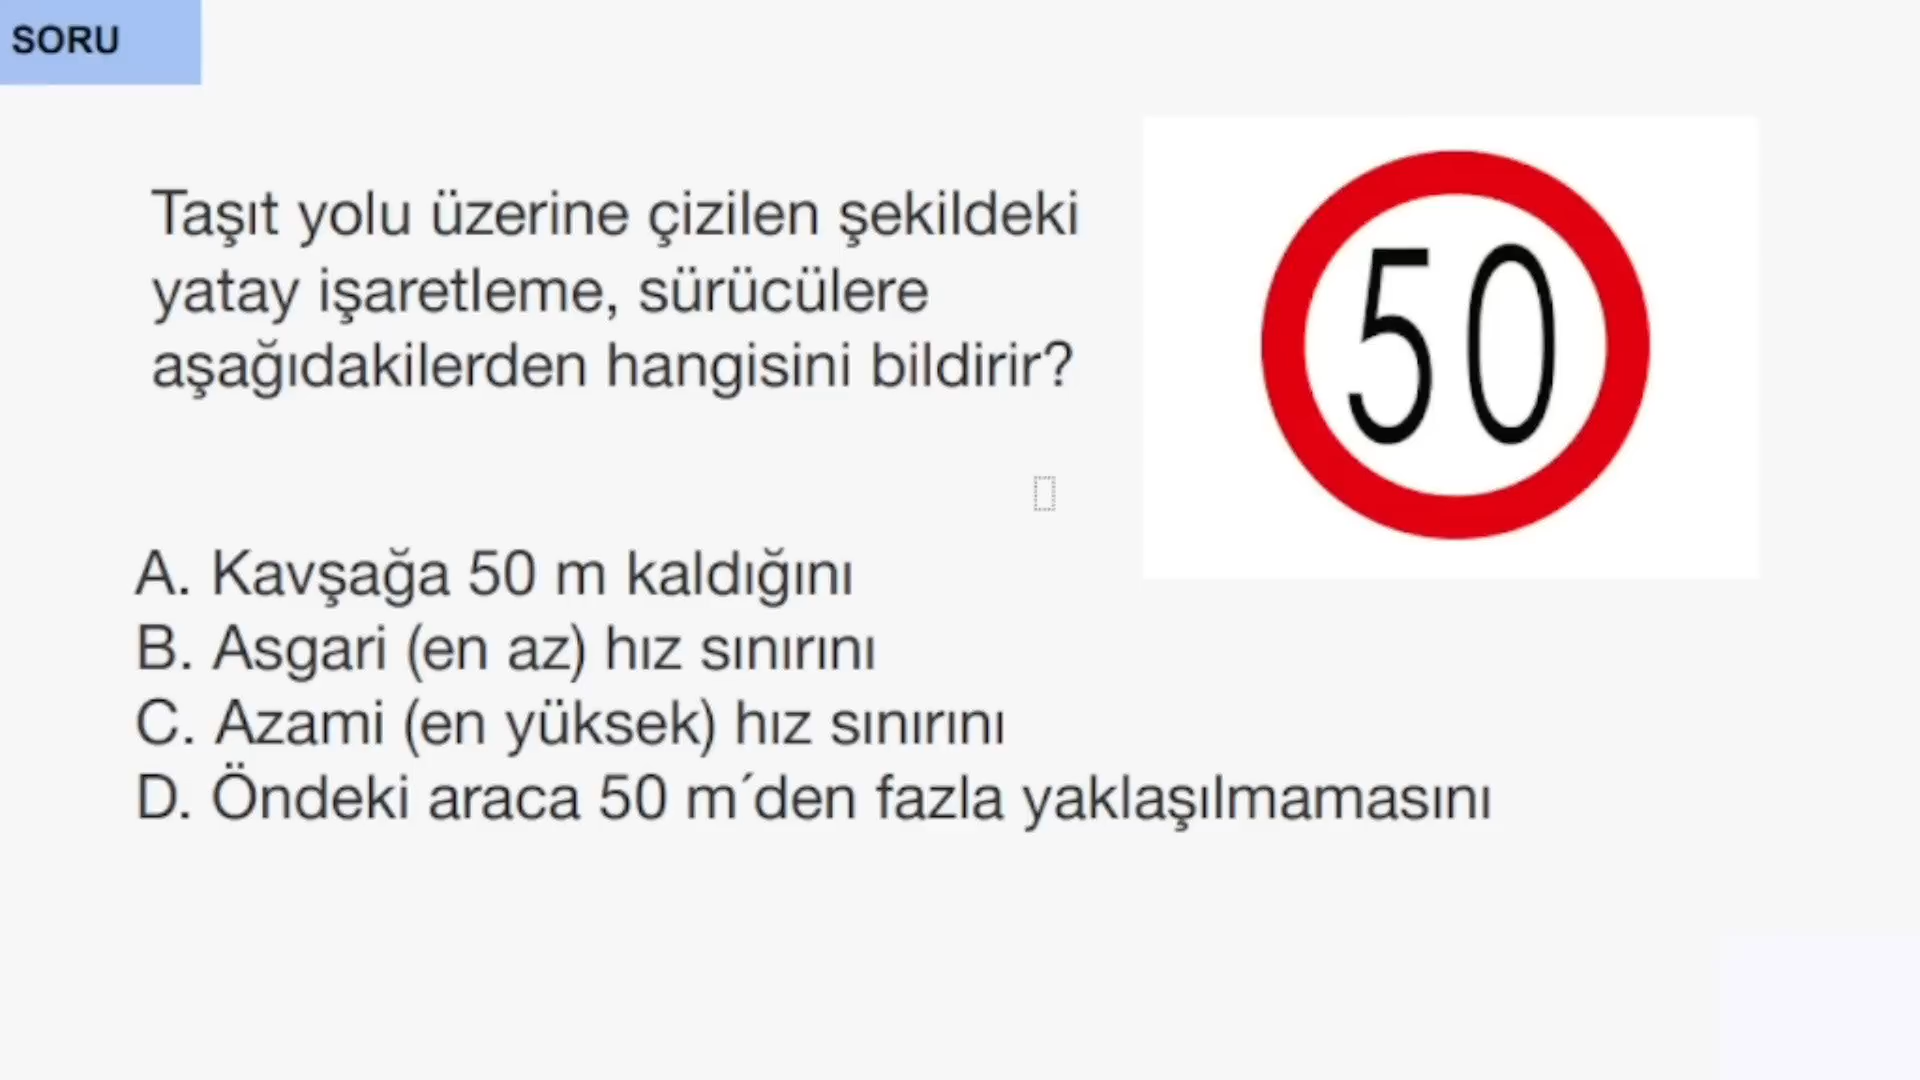 SORU
Taşıt yolu üzerine çizilen şekildeki
yatay işaretleme, sürücülere
aşağıdakilerden hangisini bildirir?
50
A. Kavşağa 50 m kaldığını
B. Asgari (en az) hız sınırını
C. Azami (en yüksek) hız sınırını
D. Öndeki araca 50 m´den fazla yaklaşılmamasını